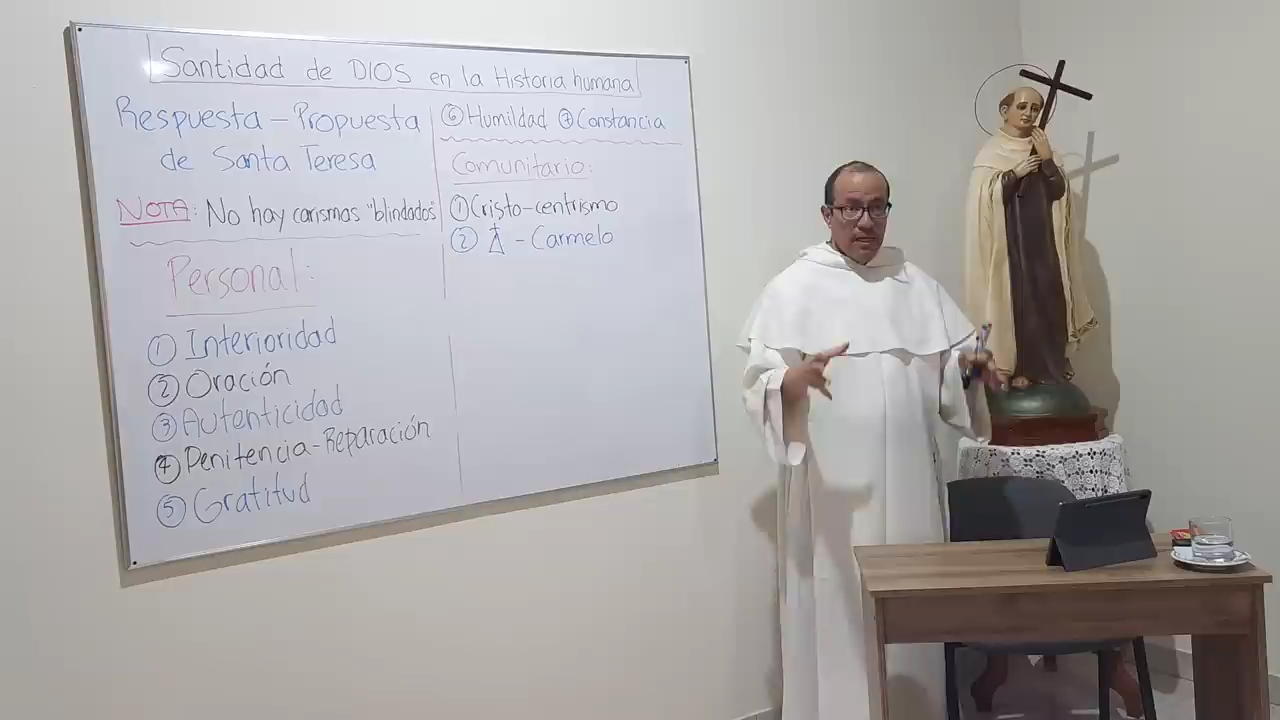 Santidad de DIOS en la Historia humana
Respuesta - Propuesta
de Santa Teresa
NOTA: No hay carismas "blindados"
Personal:
① Interioridad
② Oración
③ Autenticidad
④ Penitencia-Reparación
⑤ Gratitud
⑥ Humildad ⑦ Constancia
Comunitario:
① Cristo-centrismo
② - Carmelo